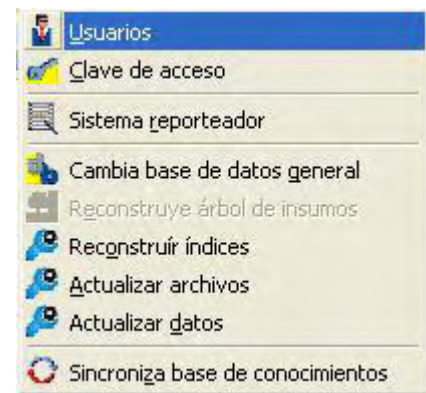 Usuarios
Clave de acceso
Sistema reporteador
Cambia base de datos general
Reconstruye árbol de insumos
Reconstruír índices
Actualizar archivos
Actualizar datos
Sincroniza base de conocimientos